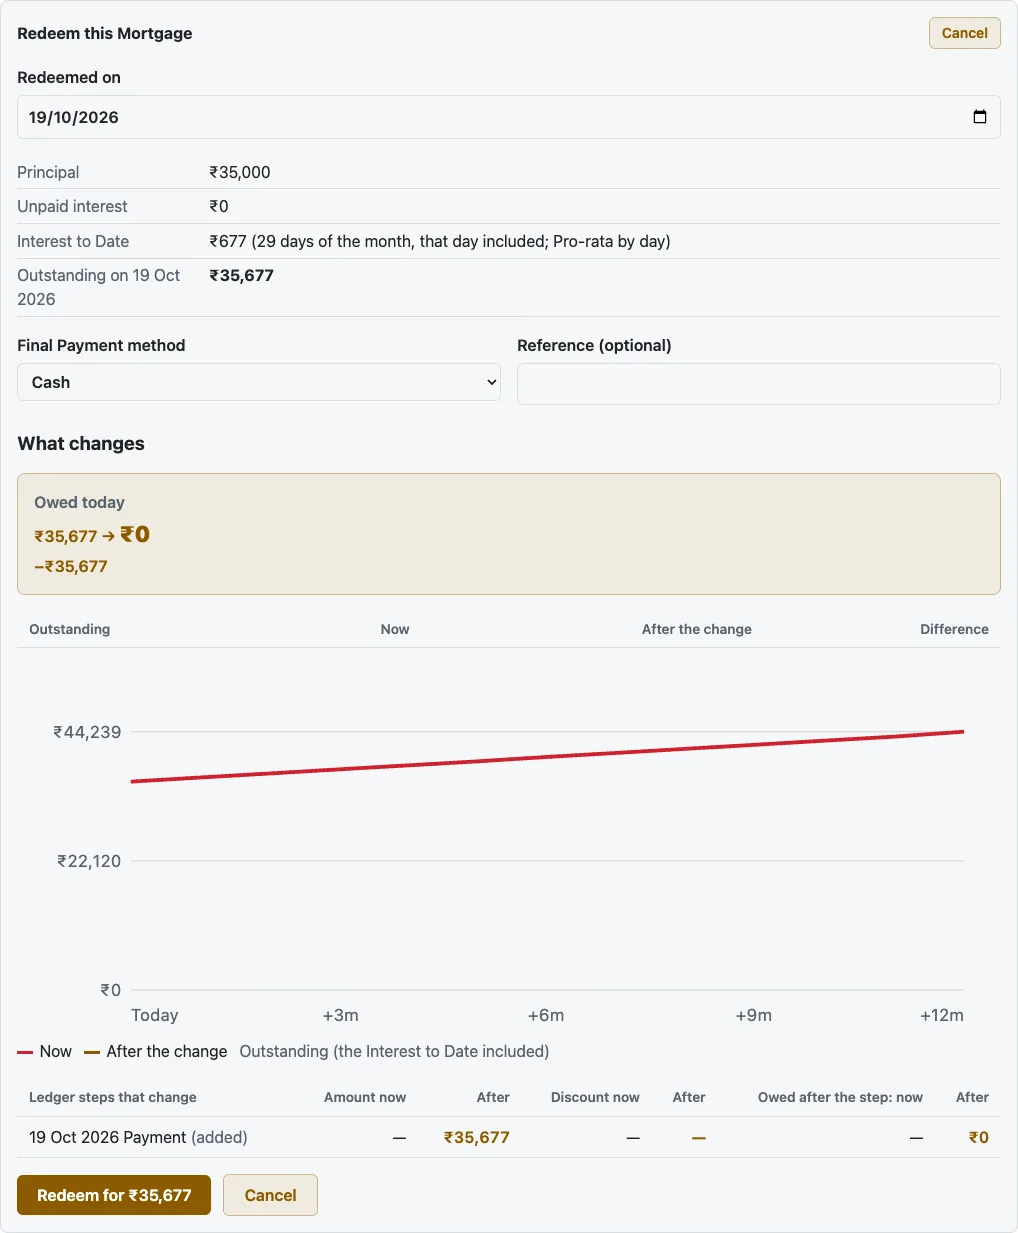 Redeem this Mortgage
Cancel
Redeemed on
19/10/2026
Principal ₹35,000
Unpaid interest ₹0
Interest to Date ₹677 (29 days of the month, that day included; Pro-rata by day)
Outstanding on 19 Oct 2026 ₹35,677
Final Payment method
Reference (optional)
Cash
What changes
Owed today
₹35,677 → ₹0
–₹35,677
Outstanding Now After the change Difference
₹44,239
₹22,120
₹0
Today +3m +6m +9m +12m
Now After the change Outstanding (the Interest to Date included)
Ledger steps that change Amount now After Discount now After Owed after the step: now After
19 Oct 2026 Payment (added) — ₹35,677 — — — ₹0
Redeem for ₹35,677
Cancel